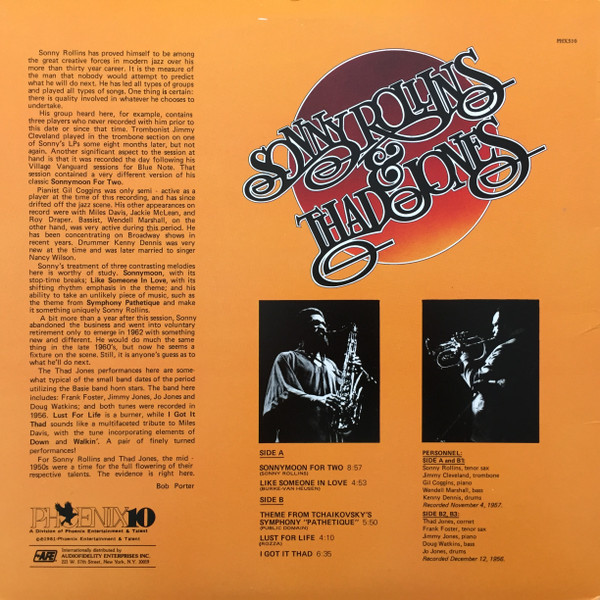 PHX310
SONNY ROLLINS
&
THAD JONES
Sonny Rollins has proved himself to be among
the great creative forces in modern jazz over his
more than thirty year career. It is the measure of
the man that nobody would attempt to predict
what he will do next. He has led all types of groups
and played all types of songs. One thing is certain:
there is quality involved in whatever he chooses to
undertake.
His group heard here, for example, contains
three players who never recorded with him prior to
this date or since that time. Trombonist Jimmy
Cleveland played in the trombone section on one
of Sonny's LPs some eight months later, but not
again. Another significant aspect to the session at
hand is that it was recorded the day following his
Village Vanguard sessions for Blue Note. That
session contained a very different version of his
classic Sonnymoon For Two.
Pianist Gil Coggins was only semi - active as a
player at the time of this recording, and has since
drifted off the jazz scene. His other appearances on
record were with Miles Davis, Jackie McLean, and
Roy Draper. Bassist, Wendell Marshall, on the
other hand, was very active during this period. He
has been concentrating on Broadway shows in
recent years. Drummer Kenny Dennis was very
new at the time and was later married to singer
Nancy Wilson.
Sonny's treatment of three contrasting melodies
here is worthy of study. Sonnymoon, with its
stop-time breaks; Like Someone In Love, with its
shifting rhythm emphasis in the theme; and his
ability to take an unlikely piece of music, such as
the theme from Symphony Pathetique and make
it something uniquely Sonny Rollins.
A bit more than a year after this session, Sonny
abandoned the business and went into voluntary
retirement only to emerge in 1962 with something
new and different. He would do much the same
thing in the late 1960's, but now he seems a
fixture on the scene. Still, it is anyone's guess as to
what he'll do next.
The Thad Jones performances here are some-
what typical of the small band dates of the period
utilizing the Basie band horn stars. The band here
includes: Frank Foster, Jimmy Jones, Jo Jones and
Doug Watkins; and both tunes were recorded in
1956. Lust For Life is a burner, while I Got It
Thad sounds like a multifaceted tribute to Miles
Davis, with the tune incorporating elements of
Down and Walkin'. A pair of finely turned
performances!
For Sonny Rollins and Thad Jones, the mid -
1950s were a time for the full flowering of their
respective talents. The evidence is right here.
Bob Porter
PHOENIX 10
A Division of Phoenix Entertainment & Talent
©1981-Phoenix Entertainment & Talent
AFE
Internationally distributed by
AUDIOFIDELITY ENTERPRISES INC.
221 W. 57th Street, New York, N.Y. 10019
SIDE A
SONNYMOON FOR TWO 8:57
(SONNY ROLLINS)
LIKE SOMEONE IN LOVE 4:53
(BURKE-VAN HEUSEN)
SIDE B
THEME FROM TCHAIKOVSKY'S
SYMPHONY "PATHETIQUE" 5:50
(PUBLIC DOMAIN)
LUST FOR LIFE 4:10
(ROZZA)
I GOT IT THAD 6:35
PERSONNEL:
SIDE A and B1:
Sonny Rollins, tenor sax
Jimmy Cleveland, trombone
Gil Coggins, piano
Wendell Marshall, bass
Kenny Dennis, drums
Recorded November 4, 1957.
SIDE B2, B3:
Thad Jones, cornet
Frank Foster, tenor sax
Jimmy Jones, piano
Doug Watkins, bass
Jo Jones, drums
Recorded December 12, 1956.